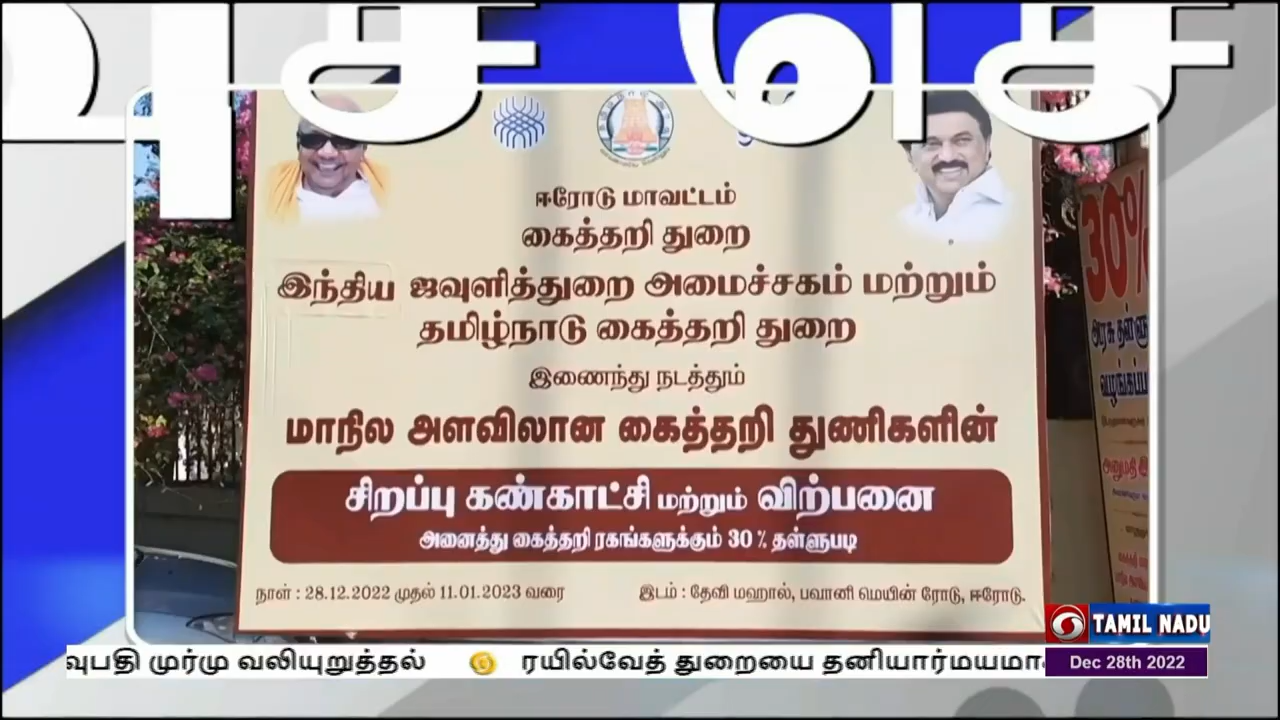 ஈரோடு மாவட்டம்
கைத்தறி துறை
இந்திய ஜவுளித்துறை அமைச்சகம் மற்றும்
தமிழ்நாடு கைத்தறி துறை
இணைந்து நடத்தும்
மாநில அளவிலான கைத்தறி துணிகளின்
சிறப்பு கண்காட்சி மற்றும் விற்பனை
அனைத்து கைத்தறி ரகங்களுக்கும் 30 % தள்ளுபடி
நாள் : 28.12.2022 முதல் 11.01.2023 வரை
இடம் : தேவி மஹால், பவானி மெயின் ரோடு, ஈரோடு.
30%
அரசு
TAMIL NADU
Dec 28th 2022
முர்மு வலியுறுத்தல்
ரயில்வேத் துறையை